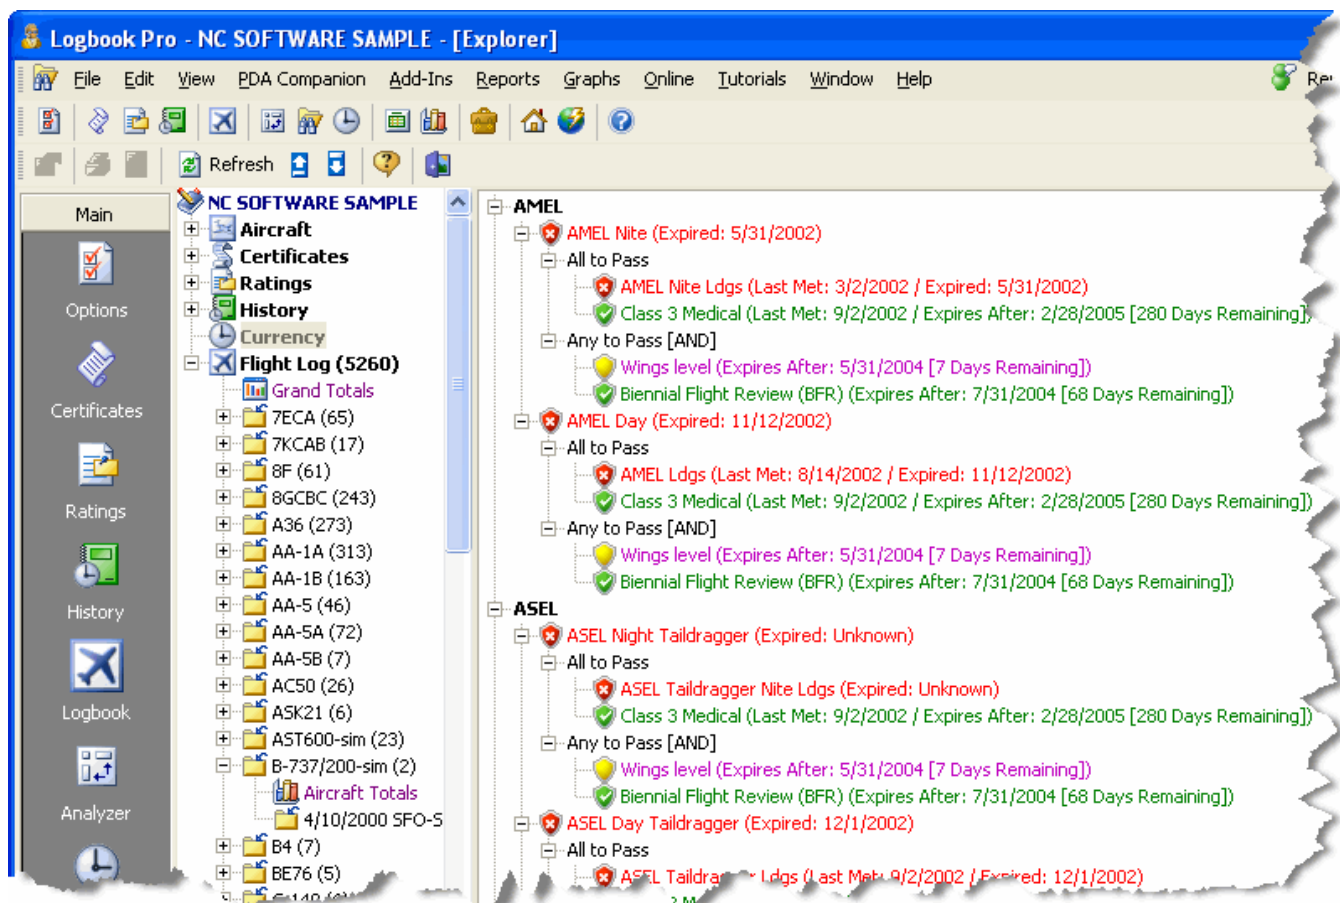 Logbook Pro - NC SOFTWARE SAMPLE - [Explorer]
File Edit View PDA Companion Add-Ins Reports Graphs Online Tutorials Window Help
Refresh
Main
Options
Certificates
Ratings
History
Logbook
Analyzer
NC SOFTWARE SAMPLE
Aircraft
Certificates
Ratings
History
Currency
Flight Log (5260)
Grand Totals
7ECA (65)
7KCAB (17)
8F (61)
8GCBC (243)
A36 (273)
AA-1A (313)
AA-1B (163)
AA-5 (46)
AA-5A (72)
AA-5B (7)
AC50 (26)
ASK21 (6)
AST600-sim (23)
B-737/200-sim (2)
Aircraft Totals
4/10/2000 SFO-S
B4 (7)
BE76 (5)
AMEL
AMEL Nite (Expired: 5/31/2002)
All to Pass
AMEL Nite Ldgs (Last Met: 3/2/2002 / Expired: 5/31/2002)
Class 3 Medical (Last Met: 9/2/2002 / Expires After: 2/28/2005 [280 Days Remaining])
Any to Pass [AND]
Wings level (Expires After: 5/31/2004 [7 Days Remaining])
Biennial Flight Review (BFR) (Expires After: 7/31/2004 [68 Days Remaining])
AMEL Day (Expired: 11/12/2002)
All to Pass
AMEL Ldgs (Last Met: 8/14/2002 / Expired: 11/12/2002)
Class 3 Medical (Last Met: 9/2/2002 / Expires After: 2/28/2005 [280 Days Remaining])
Any to Pass [AND]
Wings level (Expires After: 5/31/2004 [7 Days Remaining])
Biennial Flight Review (BFR) (Expires After: 7/31/2004 [68 Days Remaining])
ASEL
ASEL Night Taildragger (Expired: Unknown)
All to Pass
ASEL Taildragger Nite Ldgs (Expired: Unknown)
Class 3 Medical (Last Met: 9/2/2002 / Expires After: 2/28/2005 [280 Days Remaining])
Any to Pass [AND]
Wings level (Expires After: 5/31/2004 [7 Days Remaining])
Biennial Flight Review (BFR) (Expires After: 7/31/2004 [68 Days Remaining])
ASEL Day Taildragger (Expired: 12/1/2002)
All to Pass
ASEL Taildragger Ldgs (Last Met: 9/2/2002 / Expired: 12/1/2002)